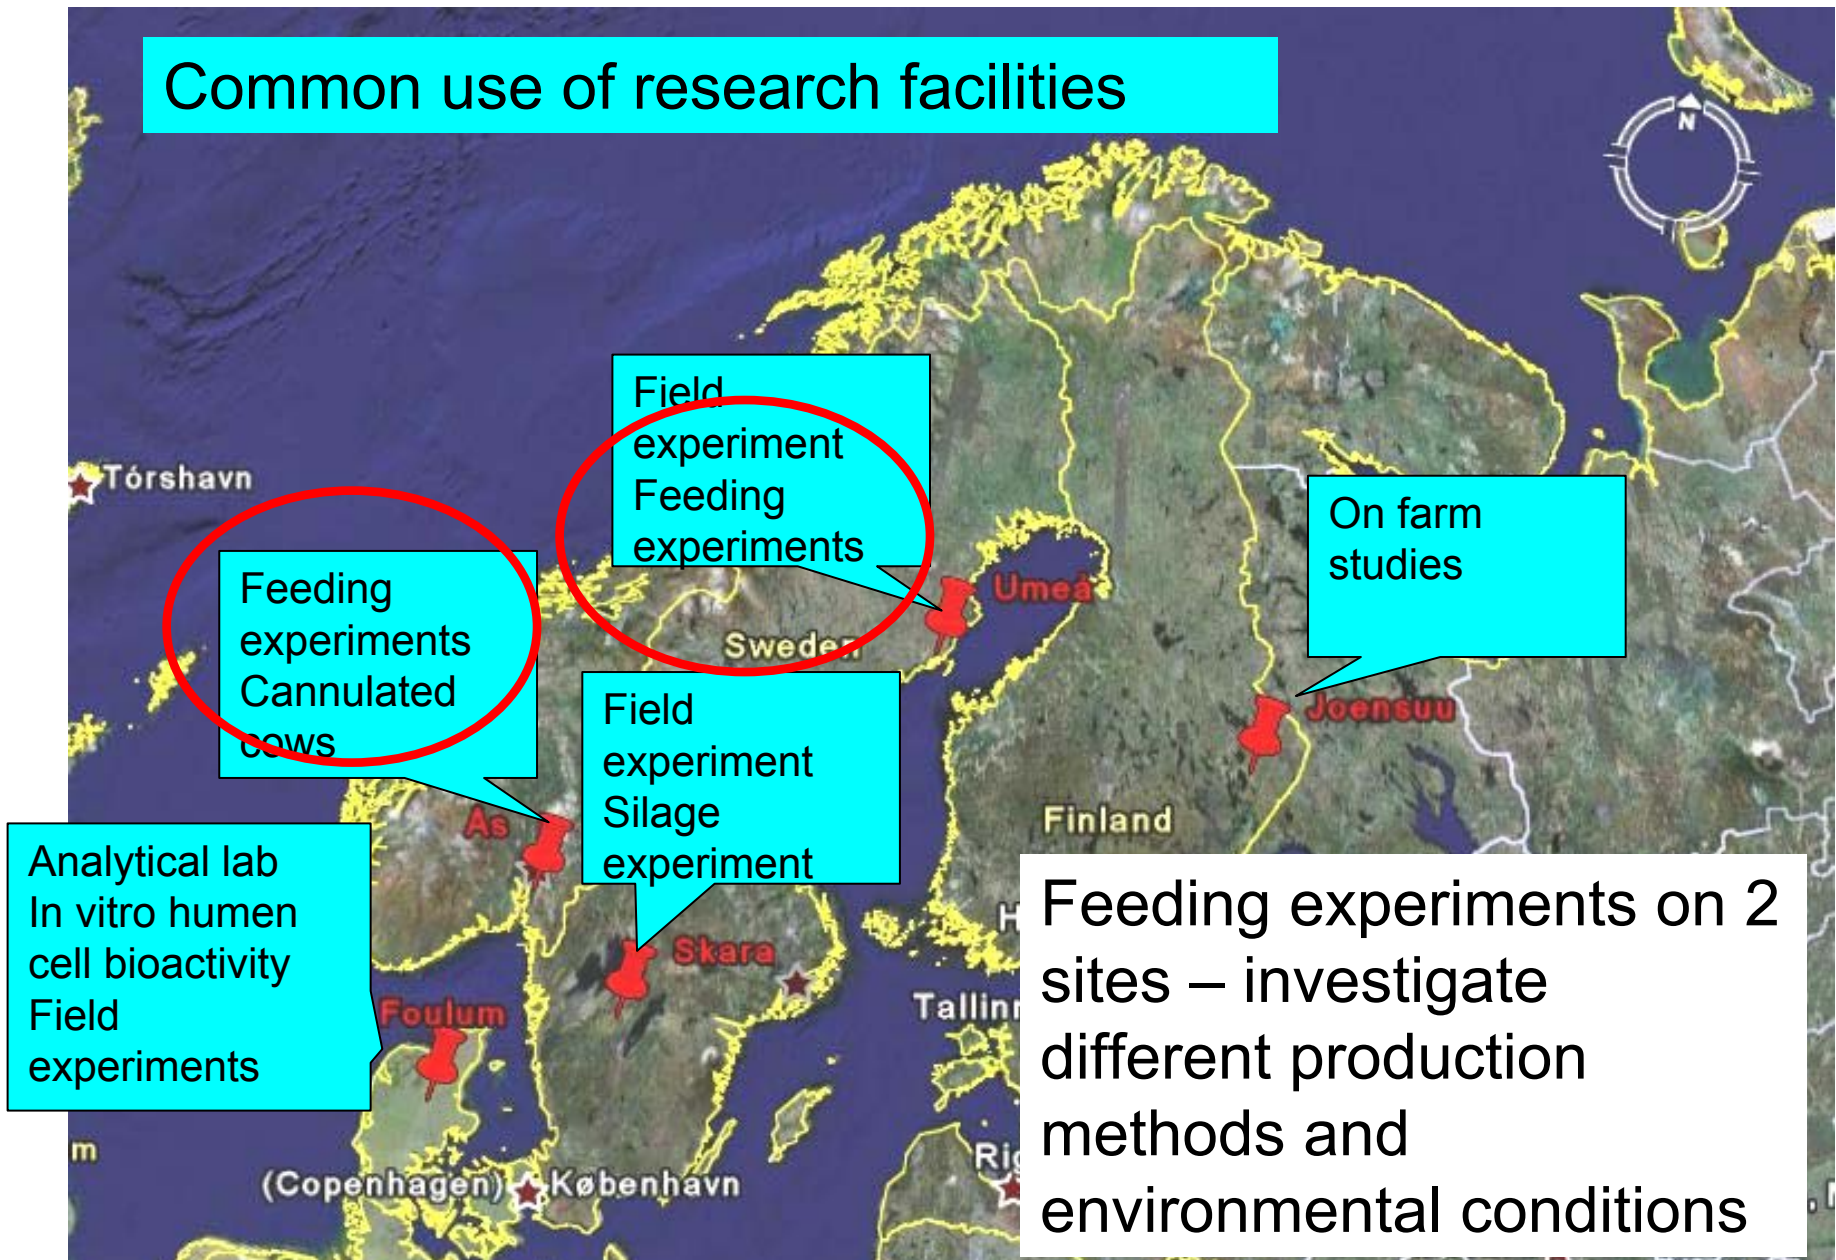 Common use of research facilities
N
Tórshavn
Field
experiment
Feeding
experiments
Umeå
On farm
studies
Feeding
experiments
Cannulated
cows
Sweden
Field
experiment
Silage
experiment
Joensuu
As
Finland
Analytical lab
In vitro humen
cell bioactivity
Field
experiments
Skara
Foulum
Feeding experiments on 2
sites – investigate
different production
methods and
environmental conditions
H
Tallinn
m
Rig
(Copenhagen) København